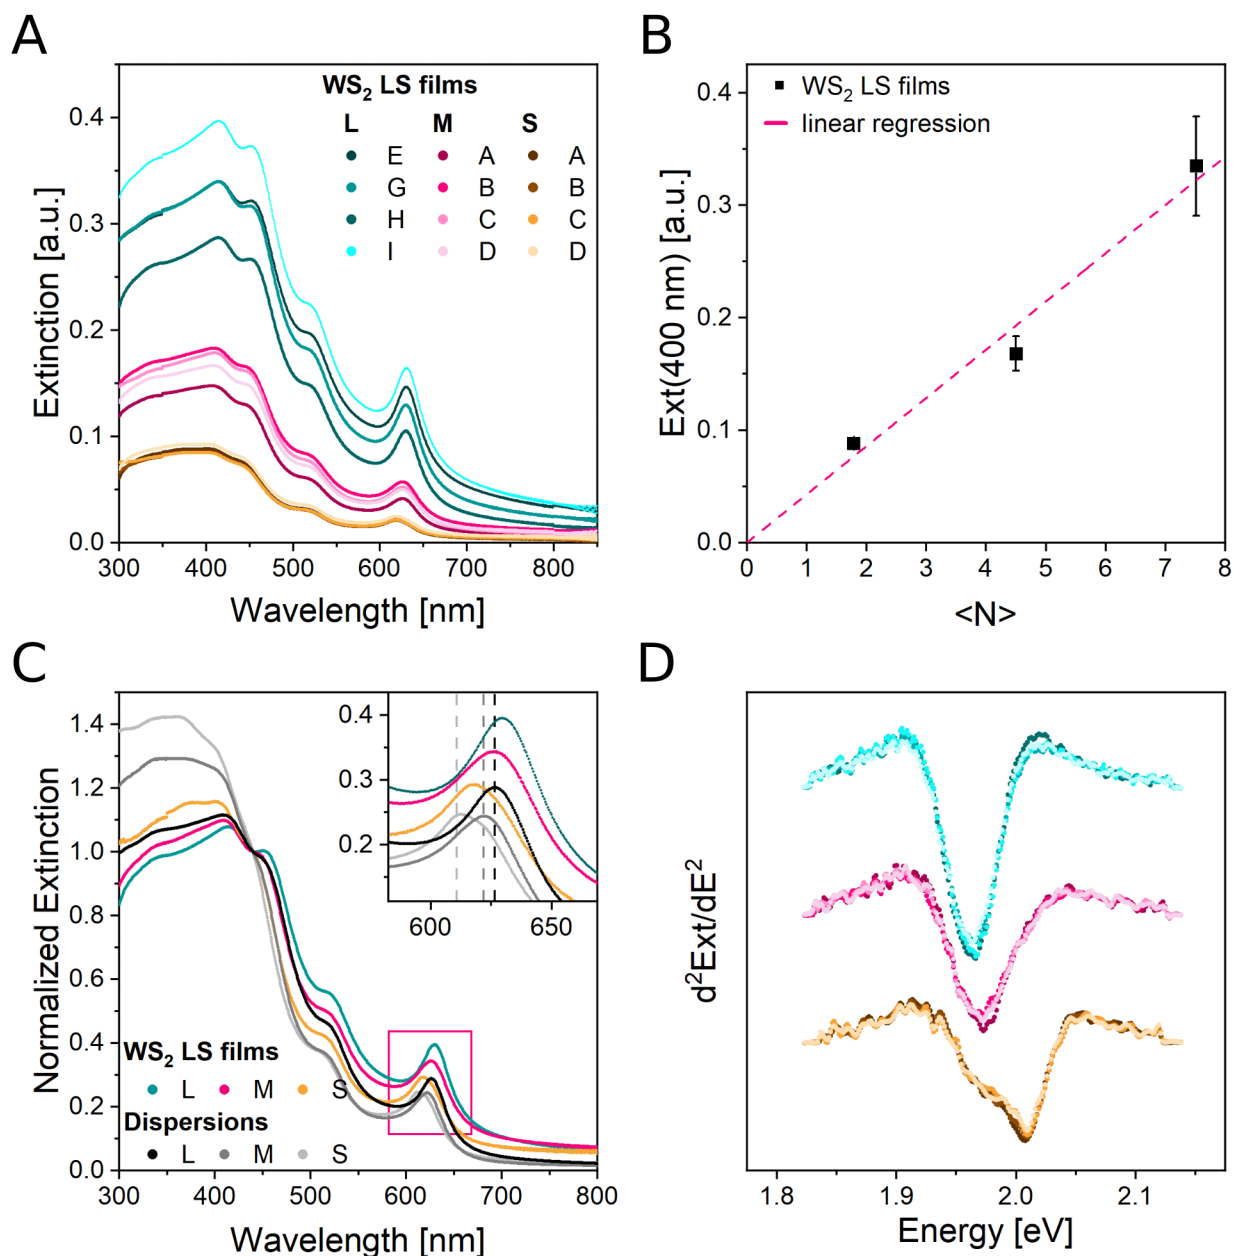 A
WS2 LS films
L M S
E A A
G B B
H C C
I D D
Extinction [a.u.]
0.4
0.3
0.2
0.1
0.0
300 400 500 600 700 800
Wavelength [nm]
B
WS2 LS films
linear regression
Ext(400 nm) [a.u.]
0.4
0.3
0.2
0.1
0.0
0 1 2 3 4 5 6 7 8
<N>
C
Normalized Extinction
1.4
1.2
1.0
0.8
0.6
0.4
0.2
0.0
0.4
0.3
0.2
600 650
WS2 LS films
L M S
Dispersions
L M S
300 400 500 600 700 800
Wavelength [nm]
D
d²Ext/dE²
1.8 1.9 2.0 2.1
Energy [eV]